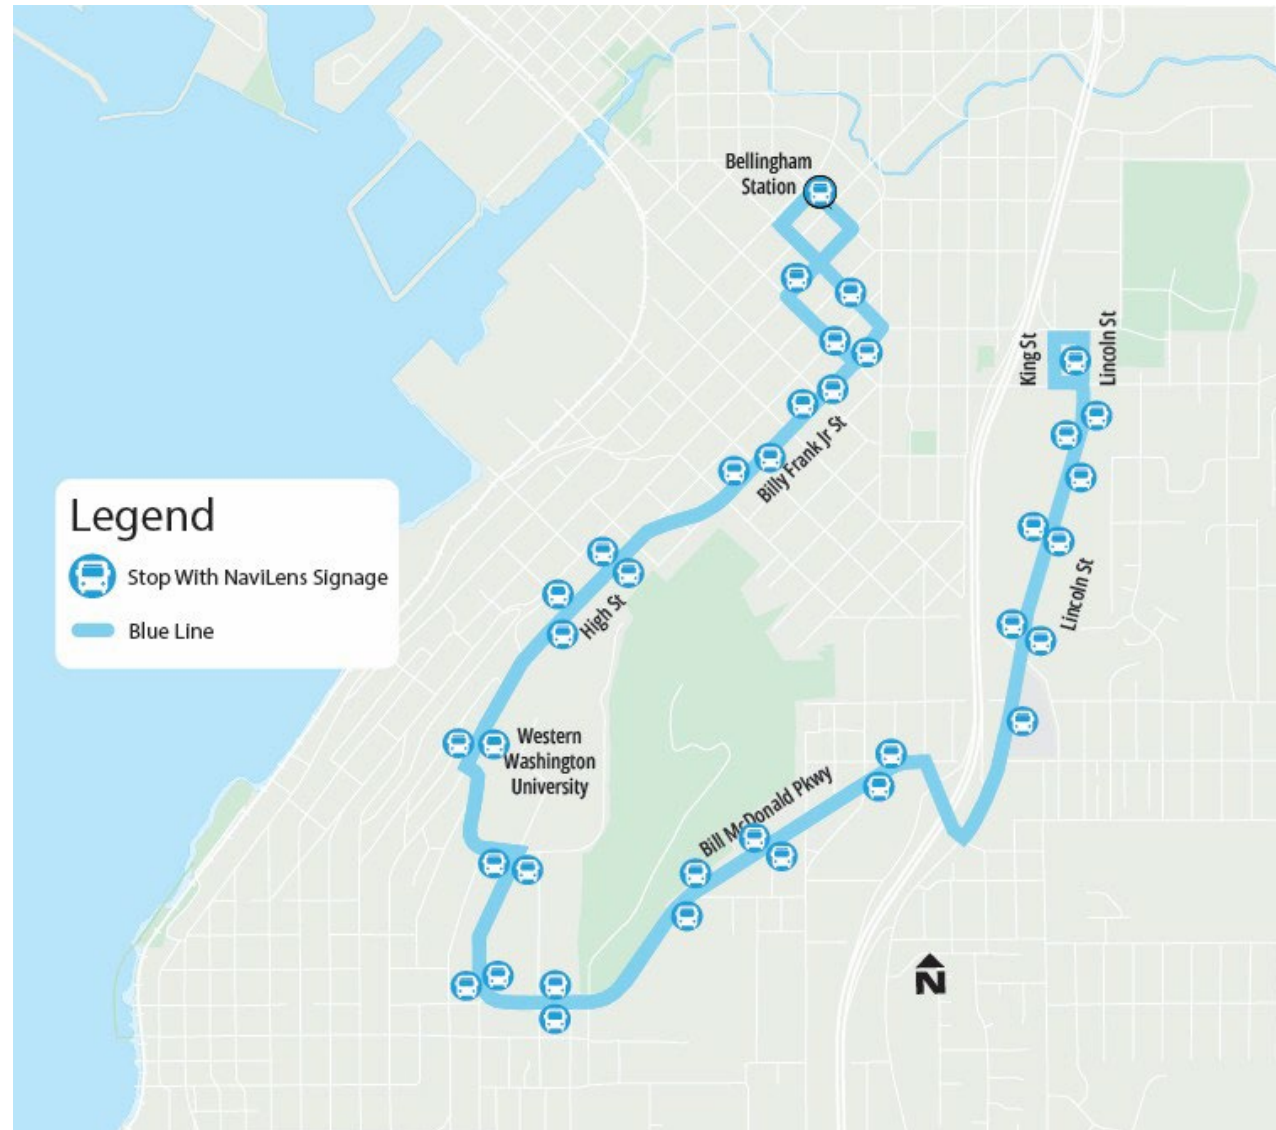 Bellingham
Station
King St
Lincoln St
Billy Frank Jr St
Legend
Stop With NaviLens Signage
Blue Line
High St
Lincoln St
Western
Washington
University
Bill McDonald Pkwy
N